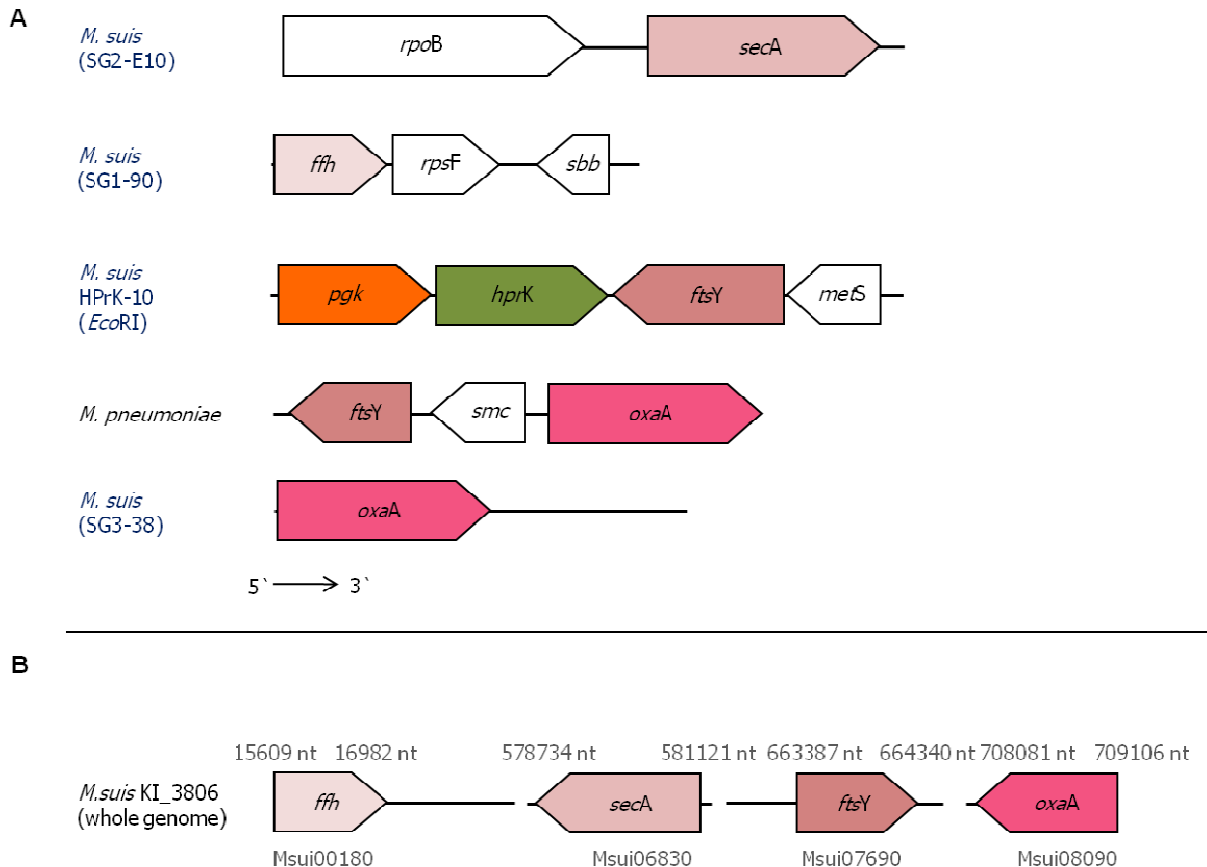 A
M. suis
(SG2-E10)
rpoB
secA
M. suis
(SG1-90)
ffh
rpsF
sbb
M. suis
HPrK-10
(EcoRI)
pgk
hprK
ftsY
metS
M. pneumoniae
ftsY
smc
oxaA
M. suis
(SG3-38)
oxaA
5` 3`
B
15609 nt 16982 nt 578734 nt 581121 nt 663387 nt 664340 nt 708081 nt 709106 nt
M.suis KI_3806
(whole genome)
ffh
secA
ftsY
oxaA
Msui00180 Msui06830 Msui07690 Msui08090